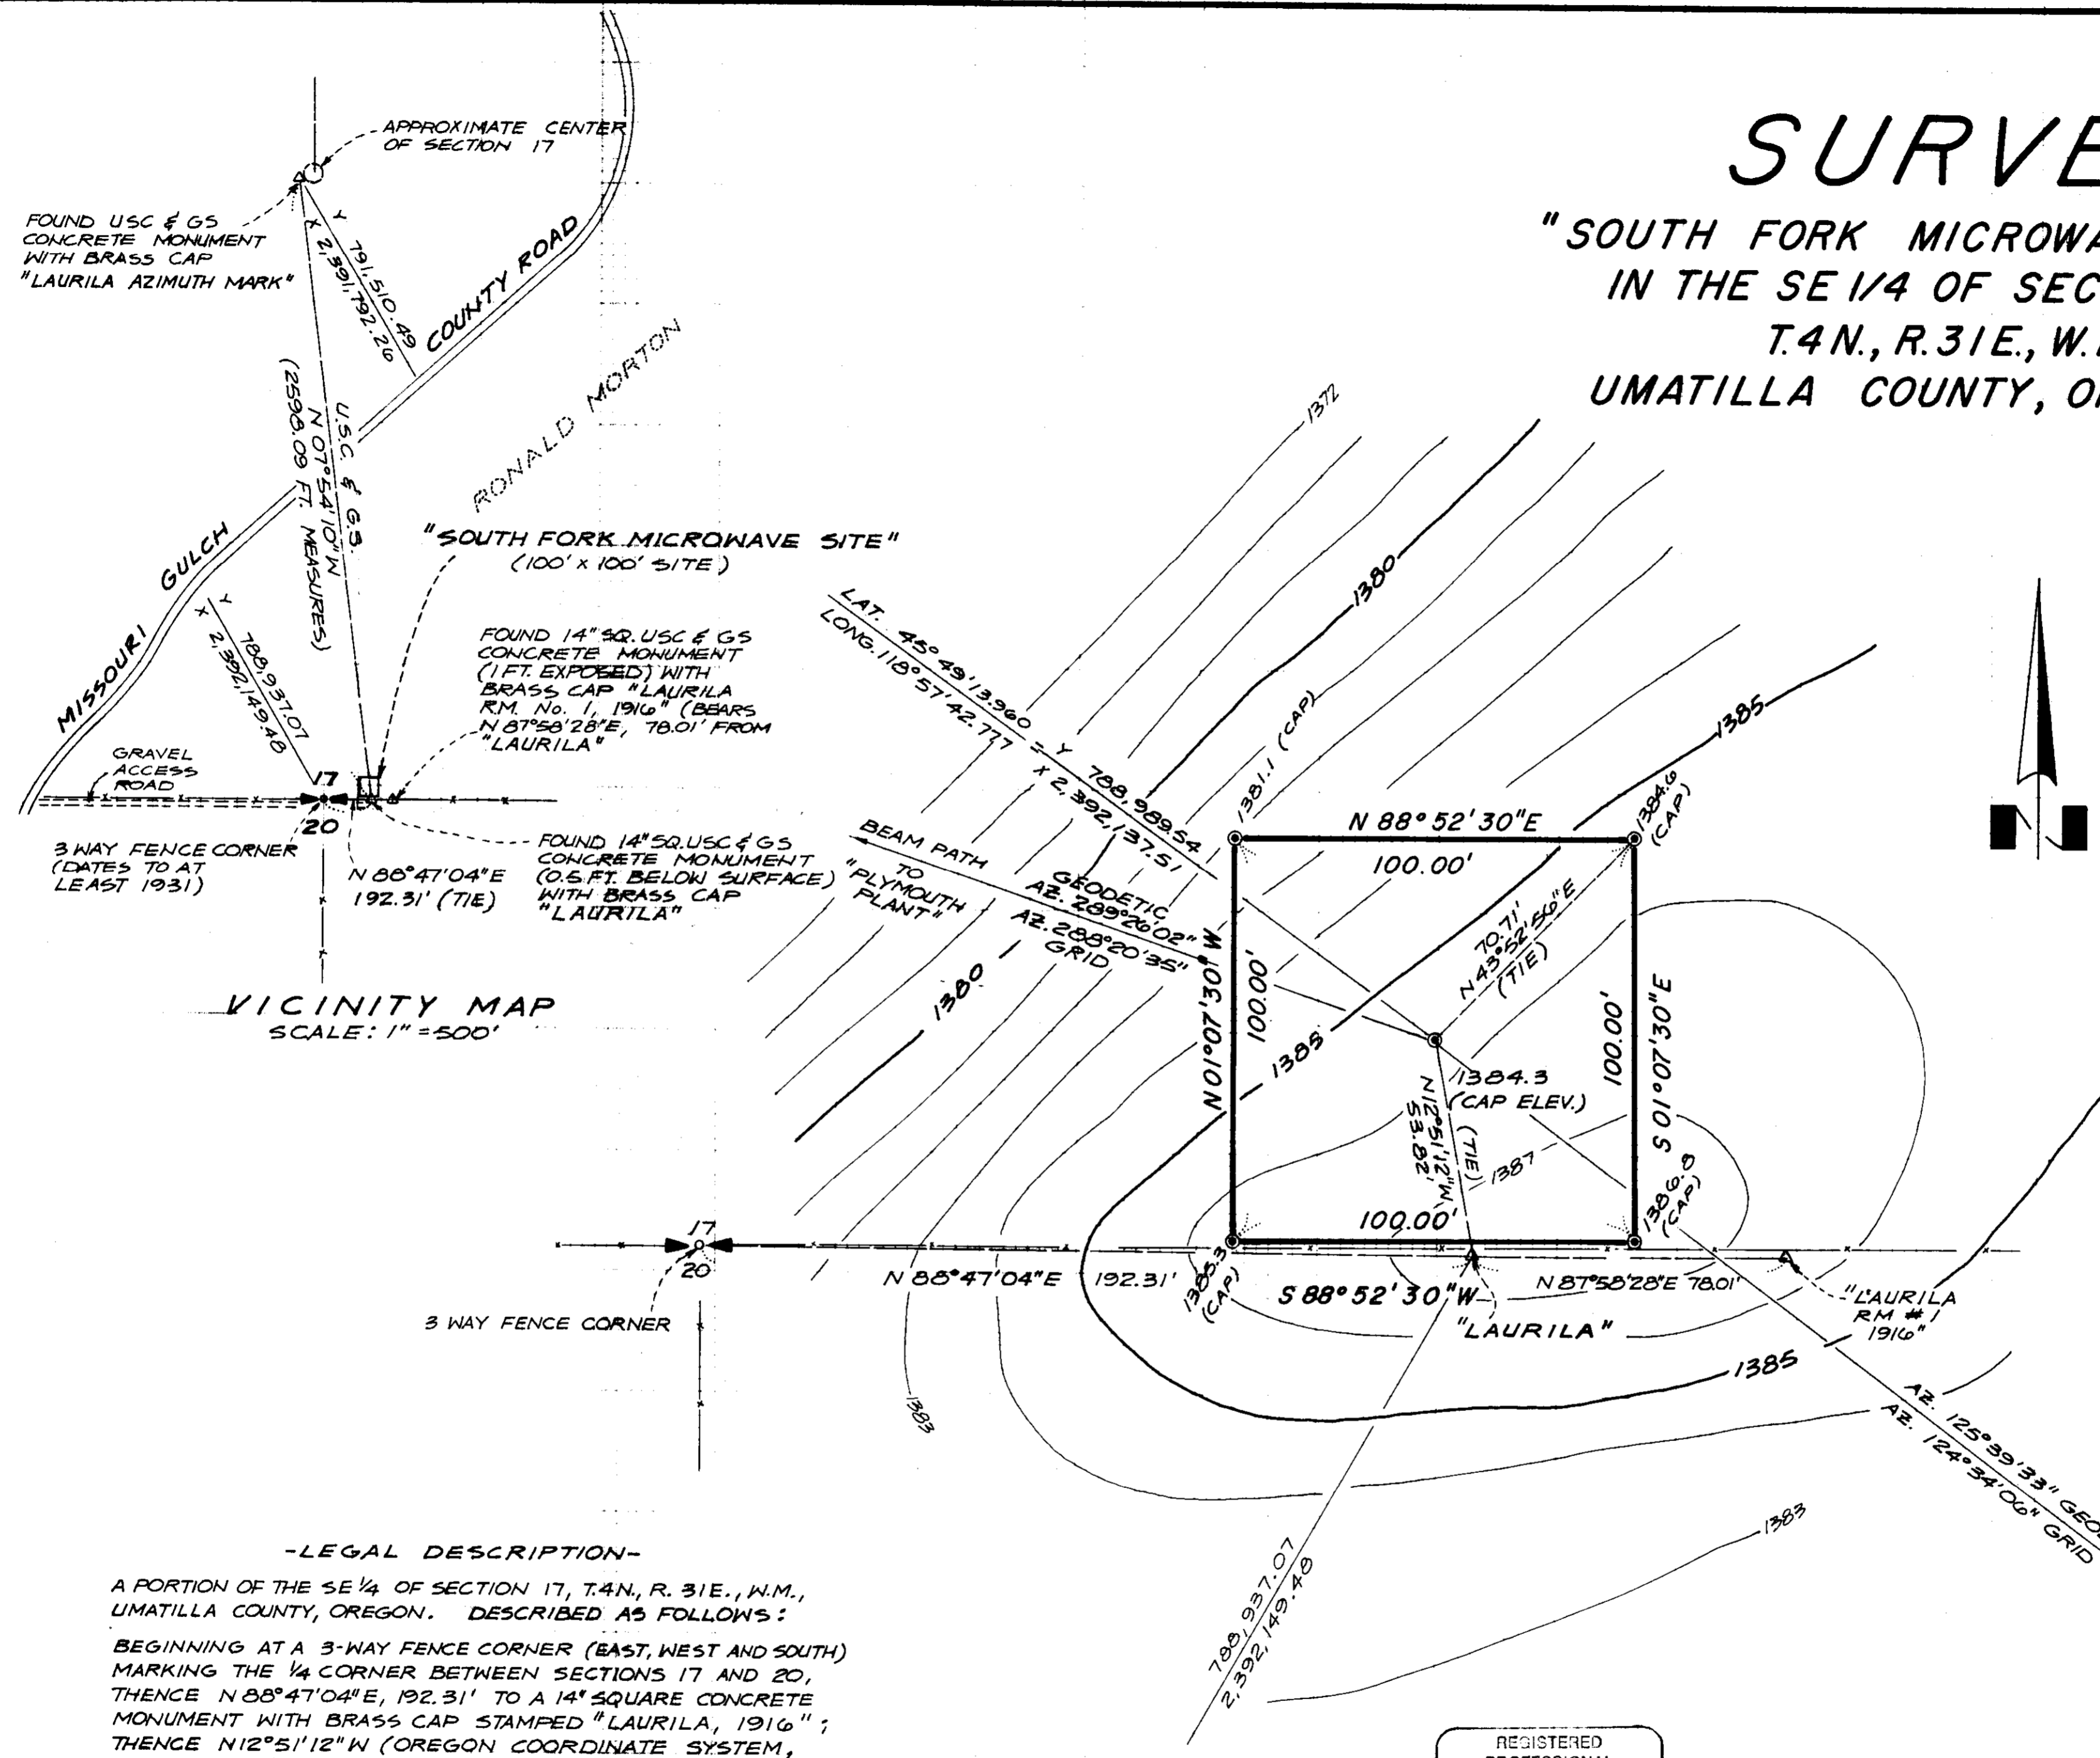 SURVE
"SOUTH FORK MICROWA
IN THE SE 1/4 OF SEC
T.4N., R.31E., W.
UMATILLA COUNTY, O
APPROXIMATE CENTER
OF SECTION 17
FOUND USC & GS
CONCRETE MONUMENT
WITH BRASS CAP
"LAURILA AZIMUTH MARK"
Y 791,510.49
X 2,391,792.26
COUNTY ROAD
RONALD MORTON
U.S.C. & G.S.
N 07°54'10" W
(2598.09 FT. MEASURES)
MISSOURI GULCH
"SOUTH FORK MICROWAVE SITE"
(100' x 100' SITE)
FOUND 14" SQ. USC & GS
CONCRETE MONUMENT
(1 FT. EXPOSED) WITH
BRASS CAP "LAURILA
RM. No. 1, 1916" (BEARS
N 87°58'28"E, 78.01' FROM
"LAURILA"
Y 788,937.07
X 2,392,149.48
GRAVEL
ACCESS
ROAD
17
20
3 WAY FENCE CORNER
(DATES TO AT
LEAST 1931)
N 88°47'04"E
192.31' (TIE)
FOUND 14" SQ. USC & GS
CONCRETE MONUMENT
(0.5 FT. BELOW SURFACE)
WITH BRASS CAP
"LAURILA"
VICINITY MAP
SCALE: 1" = 500'
1372
1380
1385
LAT. 45°49'13.960 = Y 788,989.54
LONG. 118°57'42.777 X 2,392,137.51
1381.1 (CAP)
1384.6
(CAP)
N 88°52'30"E
100.00'
BEAM PATH
TO
"PLYMOUTH
PLANT"
GEODETIC
AZ. 289°26'02"
AZ. 288°20'35"
GRID
70.71'
N 43°52'56"E
(TIE)
N 01°07'30" W
100.00'
100.00'
S 01°07'30"E
1380
1385
1384.3
(CAP ELEV.)
N 12°51'12"W
53.82'
(TIE)
1387
1386.8
(CAP)
100.00'
17
20
N 88°47'04"E 192.31'
1385.3
(CAP)
S 88°52'30"W
N 87°58'28"E 78.01'
"LAURILA"
"LAURILA
RM # 1
1916"
3 WAY FENCE CORNER
1385
1383
AZ. 125°39'33" GEO
AZ. 124°34'06" GRID
1383
788,937.07
2,392,149.48
-LEGAL DESCRIPTION-
A PORTION OF THE SE 1/4 OF SECTION 17, T.4N., R. 31E., W.M.,
UMATILLA COUNTY, OREGON. DESCRIBED AS FOLLOWS:
BEGINNING AT A 3-WAY FENCE CORNER (EAST, WEST AND SOUTH)
MARKING THE 1/4 CORNER BETWEEN SECTIONS 17 AND 20,
THENCE N 88°47'04"E, 192.31' TO A 14" SQUARE CONCRETE
MONUMENT WITH BRASS CAP STAMPED "LAURILA, 1916";
THENCE N12°51'12"W (OREGON COORDINATE SYSTEM,
REGISTERED